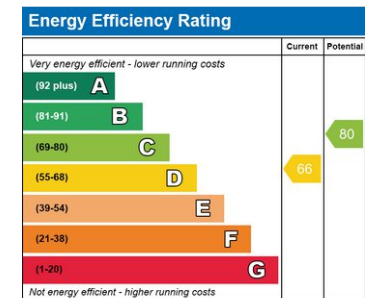 Energy Efficiency Rating
Current Potential
Very energy efficient - lower running costs
(92 plus) A
(81-91) B
(69-80) C
80
(55-68) D
66
(39-54) E
(21-38) F
(1-20) G
Not energy efficient - higher running costs